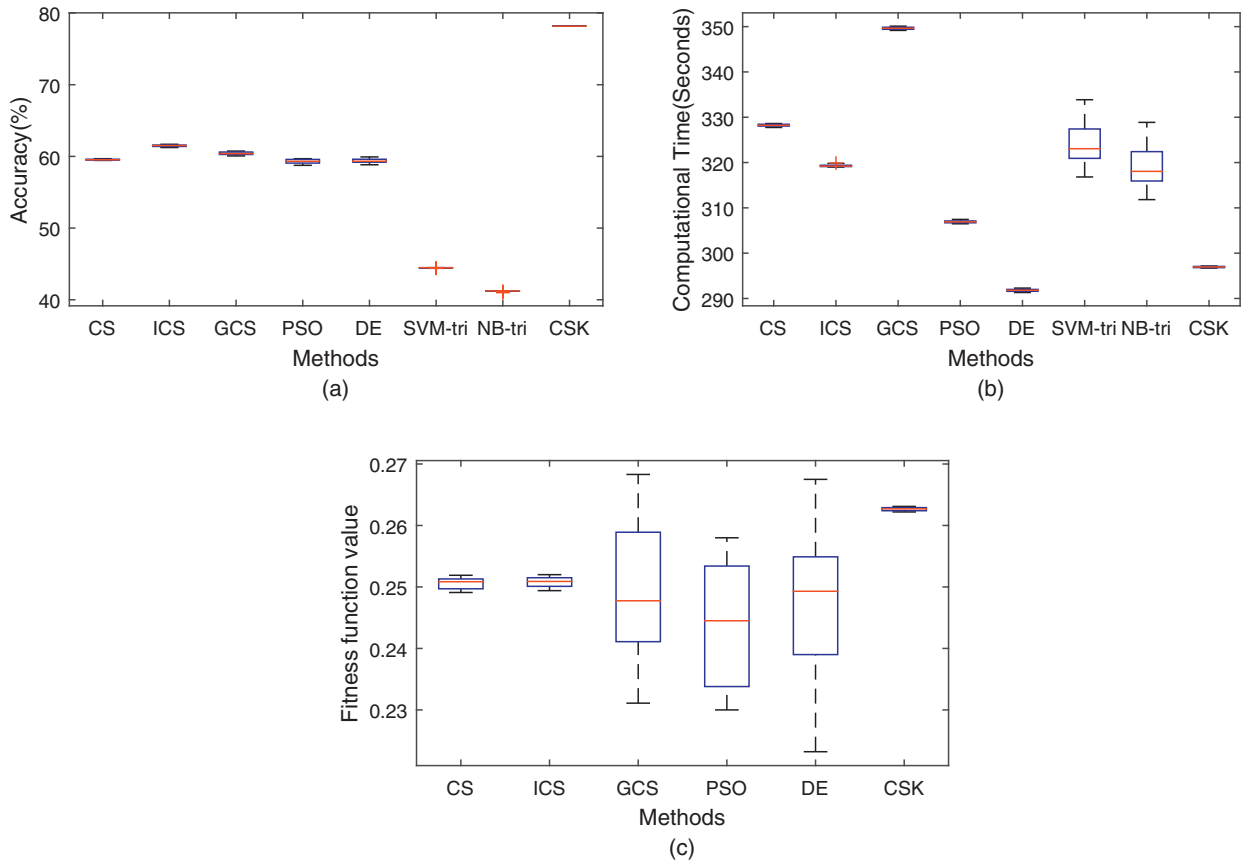 80
70
60
50
40
Accuracy(%)
CS ICS GCS PSO DE SVM-tri NB-tri CSK
Methods
(a)
350
340
330
320
310
300
290
Computational Time(Seconds)
CS ICS GCS PSO DE SVM-tri NB-tri CSK
Methods
(b)
0.27
0.26
0.25
0.24
0.23
Fitness function value
CS ICS GCS PSO DE CSK
Methods
(c)